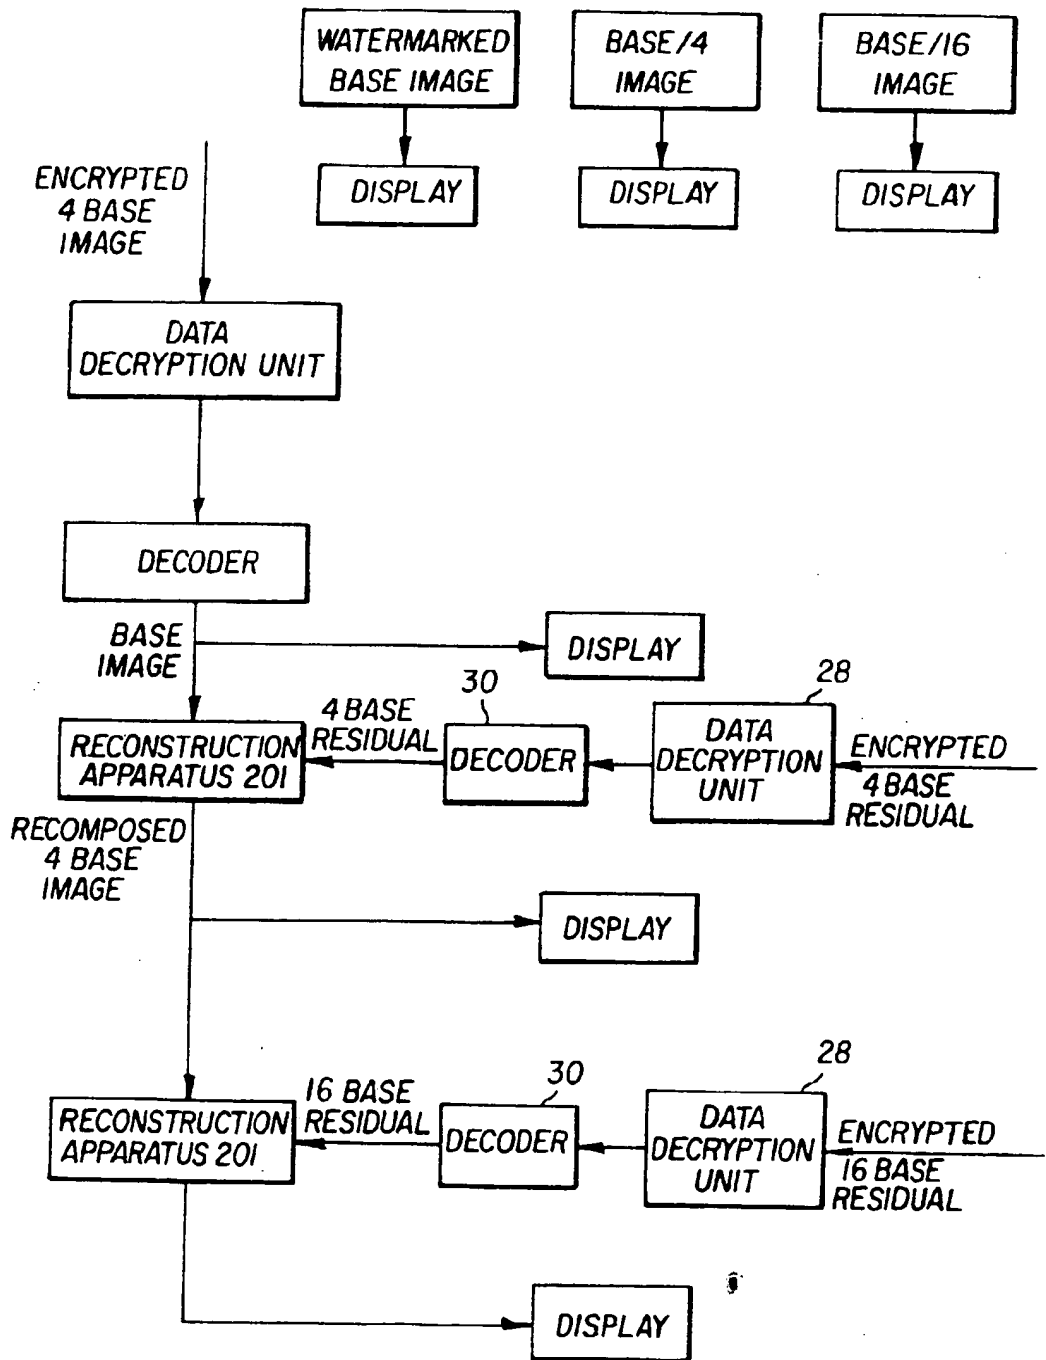 WATERMARKED
BASE IMAGE
BASE/4
IMAGE
BASE/16
IMAGE
DISPLAY
DISPLAY
DISPLAY
ENCRYPTED
4 BASE
IMAGE
DATA
DECRYPTION UNIT
DECODER
BASE
IMAGE
DISPLAY
RECONSTRUCTION
APPARATUS 201
4 BASE
RESIDUAL
30
DECODER
28
DATA
DECRYPTION
UNIT
ENCRYPTED
4 BASE
RESIDUAL
RECOMPOSED
4 BASE
IMAGE
DISPLAY
RECONSTRUCTION
APPARATUS 201
16 BASE
RESIDUAL
30
DECODER
28
DATA
DECRYPTION
UNIT
ENCRYPTED
16 BASE
RESIDUAL
DISPLAY